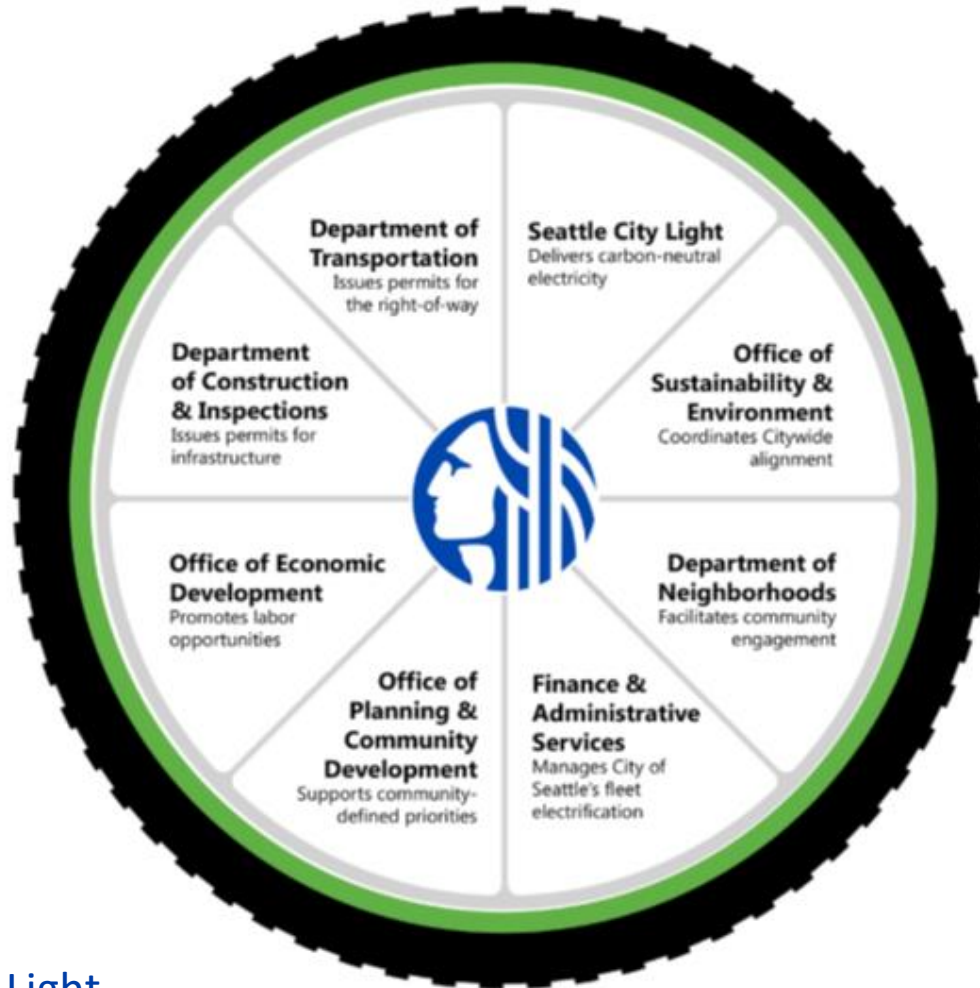 Department of
Transportation
Issues permits for
the right-of-way
Seattle City Light
Delivers carbon-neutral
electricity
Department
of Construction
& Inspections
Issues permits for
infrastructure
Office of
Sustainability &
Environment
Coordinates Citywide
alignment
Office of Economic
Development
Promotes labor
opportunities
Department of
Neighborhoods
Facilitates community
engagement
Office of
Planning &
Community
Development
Supports community-
defined priorities
Finance &
Administrative
Services
Manages City of
Seattle's fleet
electrification
Light